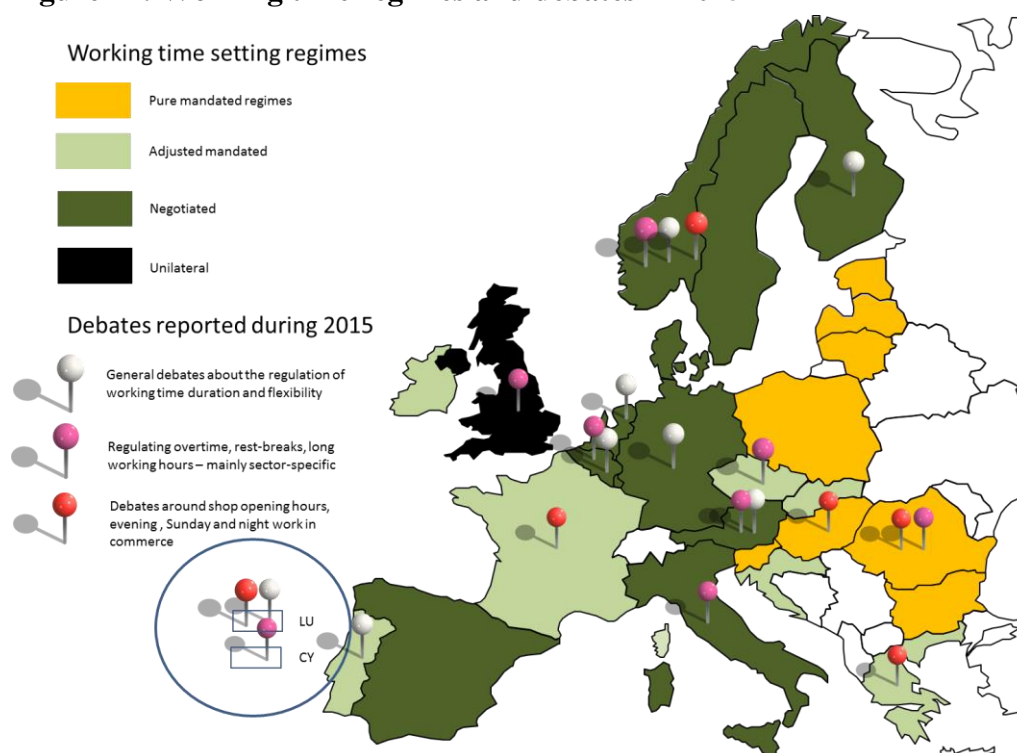 Working time setting regimes
Pure mandated regimes
Adjusted mandated
Negotiated
Unilateral
Debates reported during 2015
General debates about the regulation of
working time duration and flexibility
Regulating overtime, rest-breaks, long
working hours – mainly sector-specific
Debates around shop opening hours,
evening , Sunday and night work in
commerce
LU
CY